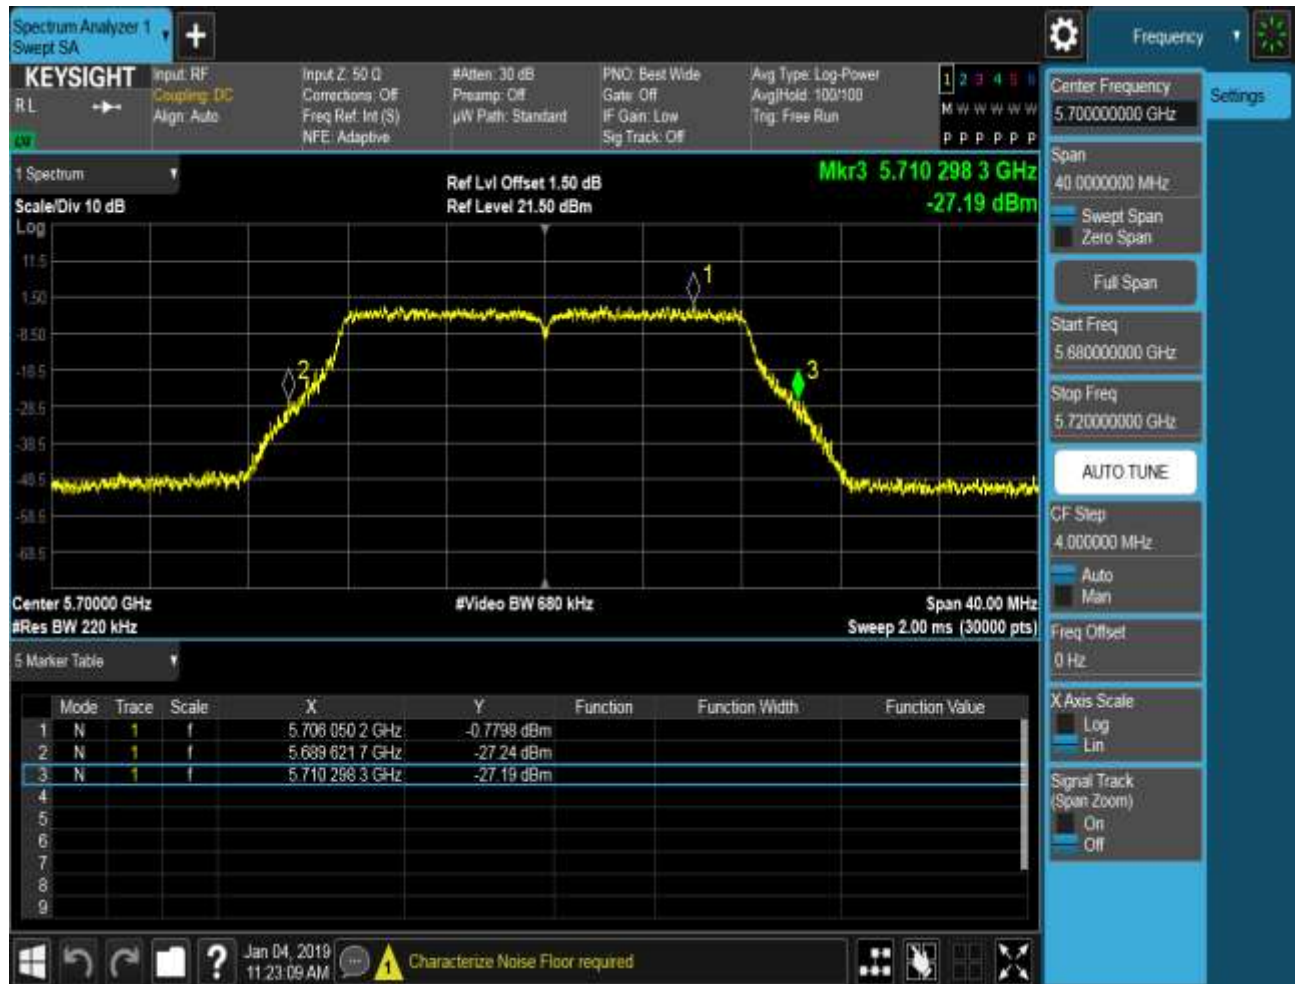 Spectrum Analyzer 1
Swept SA
+
Frequency
KEYSIGHT
RL
Input: RF
Coupling: DC
Align: Auto
Input Z: 50 Ω
Corrections: Off
Freq Ref: Int (S)
NFE: Adaptive
#Atten: 30 dB
Preamp: Off
µW Path: Standard
PNO: Best Wide
Gate: Off
IF Gain: Low
Sig Track: Off
Avg Type: Log-Power
Avg|Hold: 100/100
Trig: Free Run
1 2 3 4 5 6
M W W W W W
P P P P P P
1 Spectrum
Scale/Div 10 dB
Ref Lvl Offset 1.50 dB
Ref Level 21.50 dBm
Mkr3 5.710 298 3 GHz
-27.19 dBm
Log
11.5
1.50
-8.50
-18.5
-28.5
-38.5
-48.5
-58.5
-68.5
1
2
3
Center 5.70000 GHz
#Video BW 680 kHz
Span 40.00 MHz
#Res BW 220 kHz
Sweep 2.00 ms (30000 pts)
5 Marker Table
Mode Trace Scale X Y Function Function Width Function Value
1 N 1 f 5.706 050 2 GHz -0.7798 dBm
2 N 1 f 5.689 621 7 GHz -27.24 dBm
3 N 1 f 5.710 298 3 GHz -27.19 dBm
4
5
6
7
8
9
Jan 04, 2019
11:23:09 AM
?
1
Characterize Noise Floor required
Settings
Center Frequency
5.700000000 GHz
Span
40.0000000 MHz
Swept Span
Zero Span
Full Span
Start Freq
5.680000000 GHz
Stop Freq
5.720000000 GHz
AUTO TUNE
CF Step
4.000000 MHz
Auto
Man
Freq Offset
0 Hz
X Axis Scale
Log
Lin
Signal Track
(Span Zoom)
On
Off